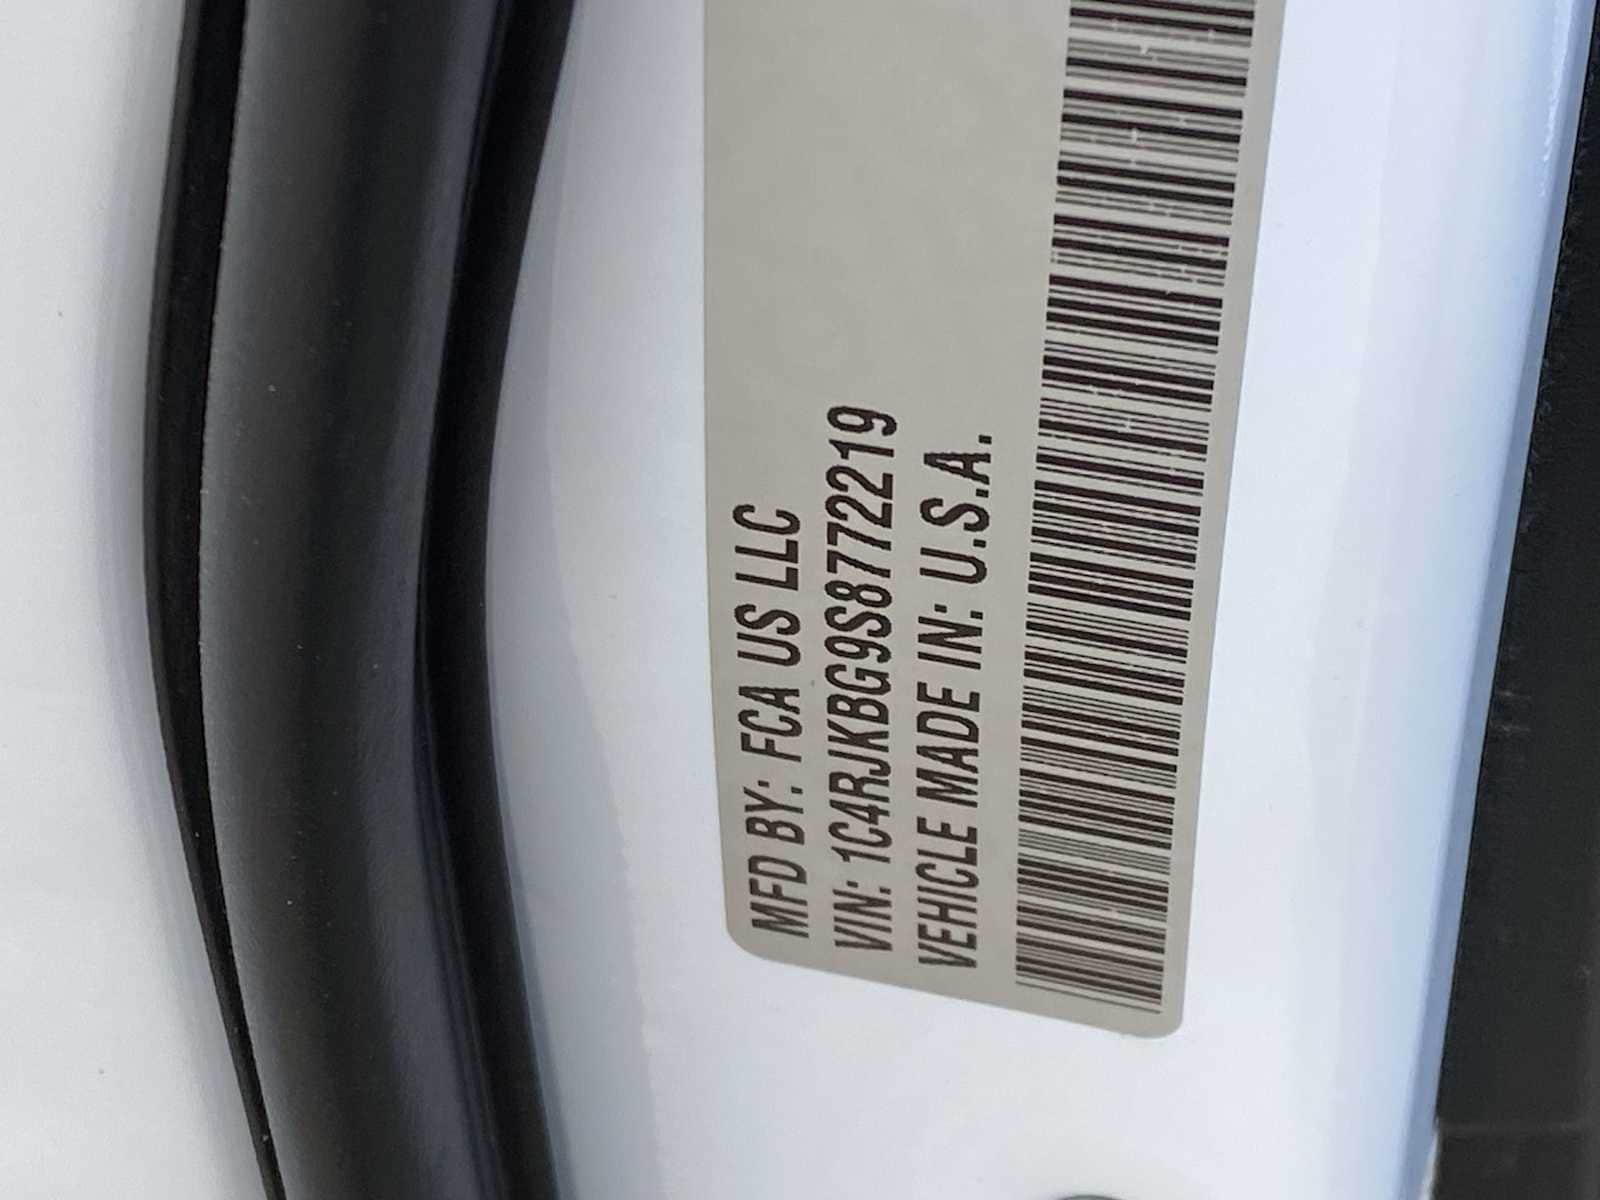 MFD BY: FCA US LLC
VIN: 1C4RJKBG9S8772219
VEHICLE MADE IN: U.S.A.